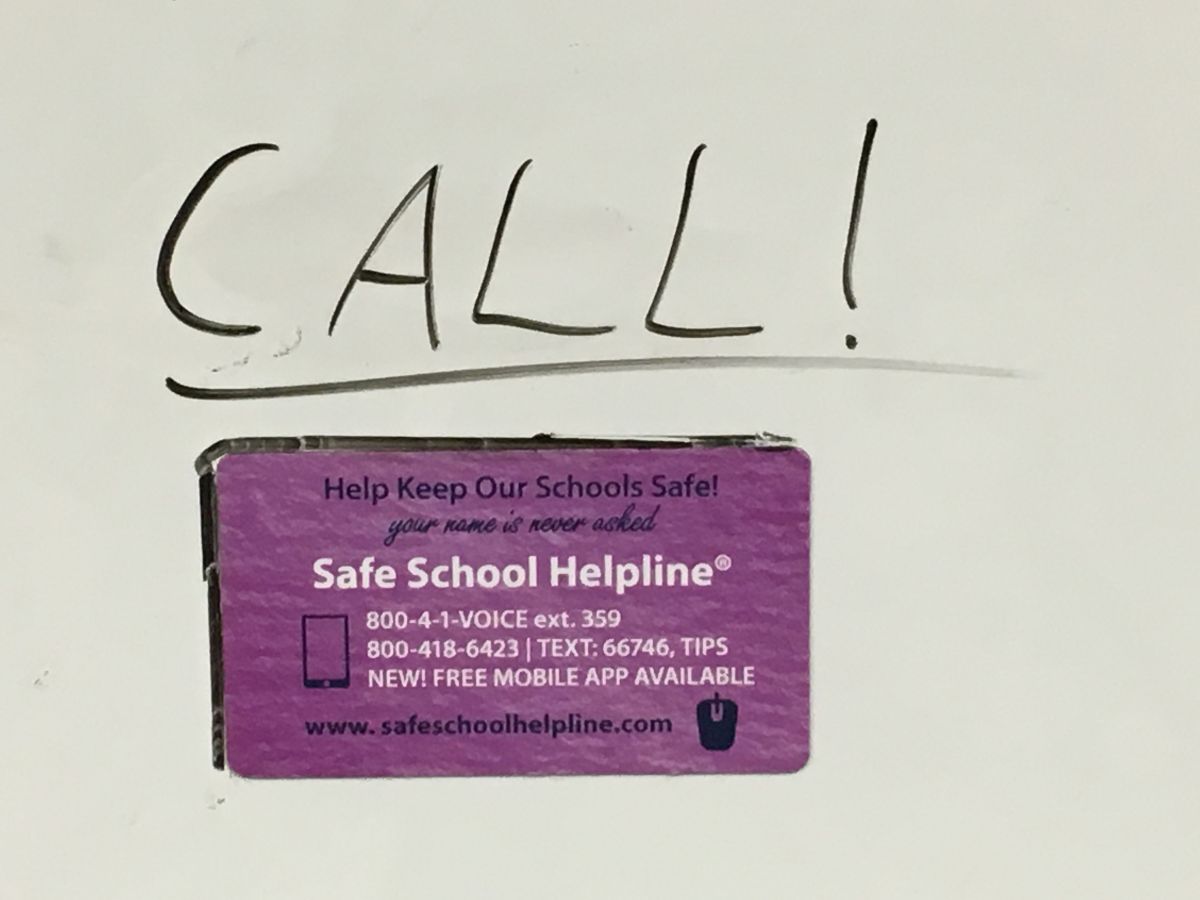 CALL!
Help Keep Our Schools Safe!
your name is never asked
Safe School Helpline®
800-4-1-VOICE ext. 359
800-418-6423 | TEXT: 66746, TIPS
NEW! FREE MOBILE APP AVAILABLE
www. safeschoolhelpline.com